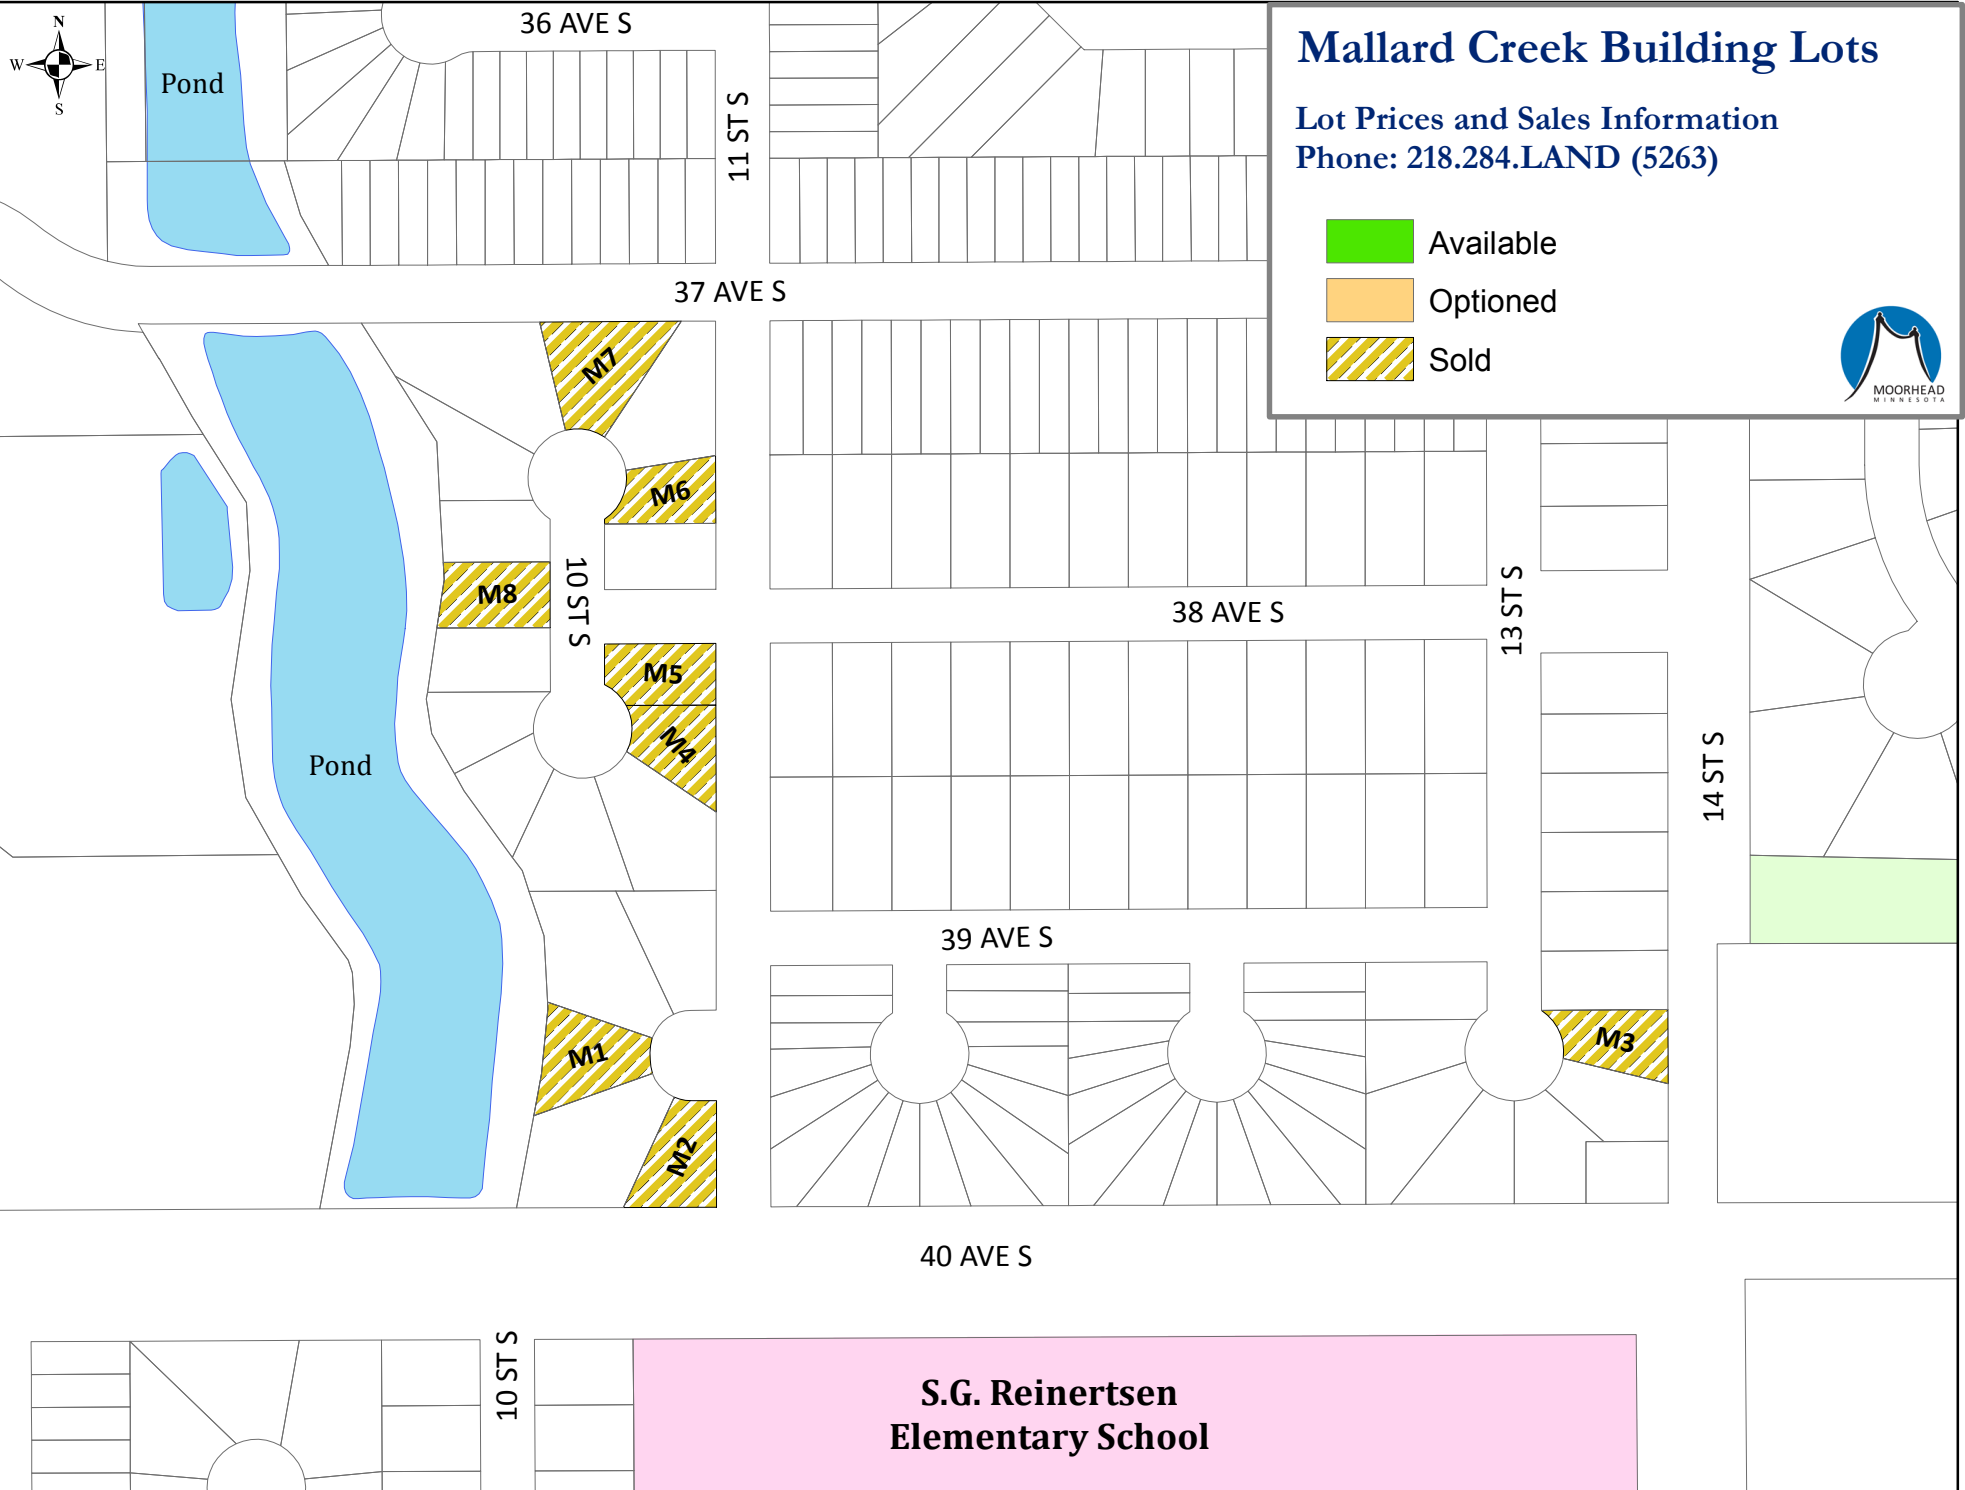 N
W E
S
Pond
36 AVE S
11 ST S
Mallard Creek Building Lots
Lot Prices and Sales Information
Phone: 218.284.LAND (5263)
Available
Optioned
Sold
MOORHEAD
MINNESOTA
37 AVE S
M7
M6
M8
10 ST S
38 AVE S
13 ST S
M5
M4
Pond
14 ST S
39 AVE S
M1
M3
M2
40 AVE S
10 ST S
S.G. Reinertsen
Elementary School